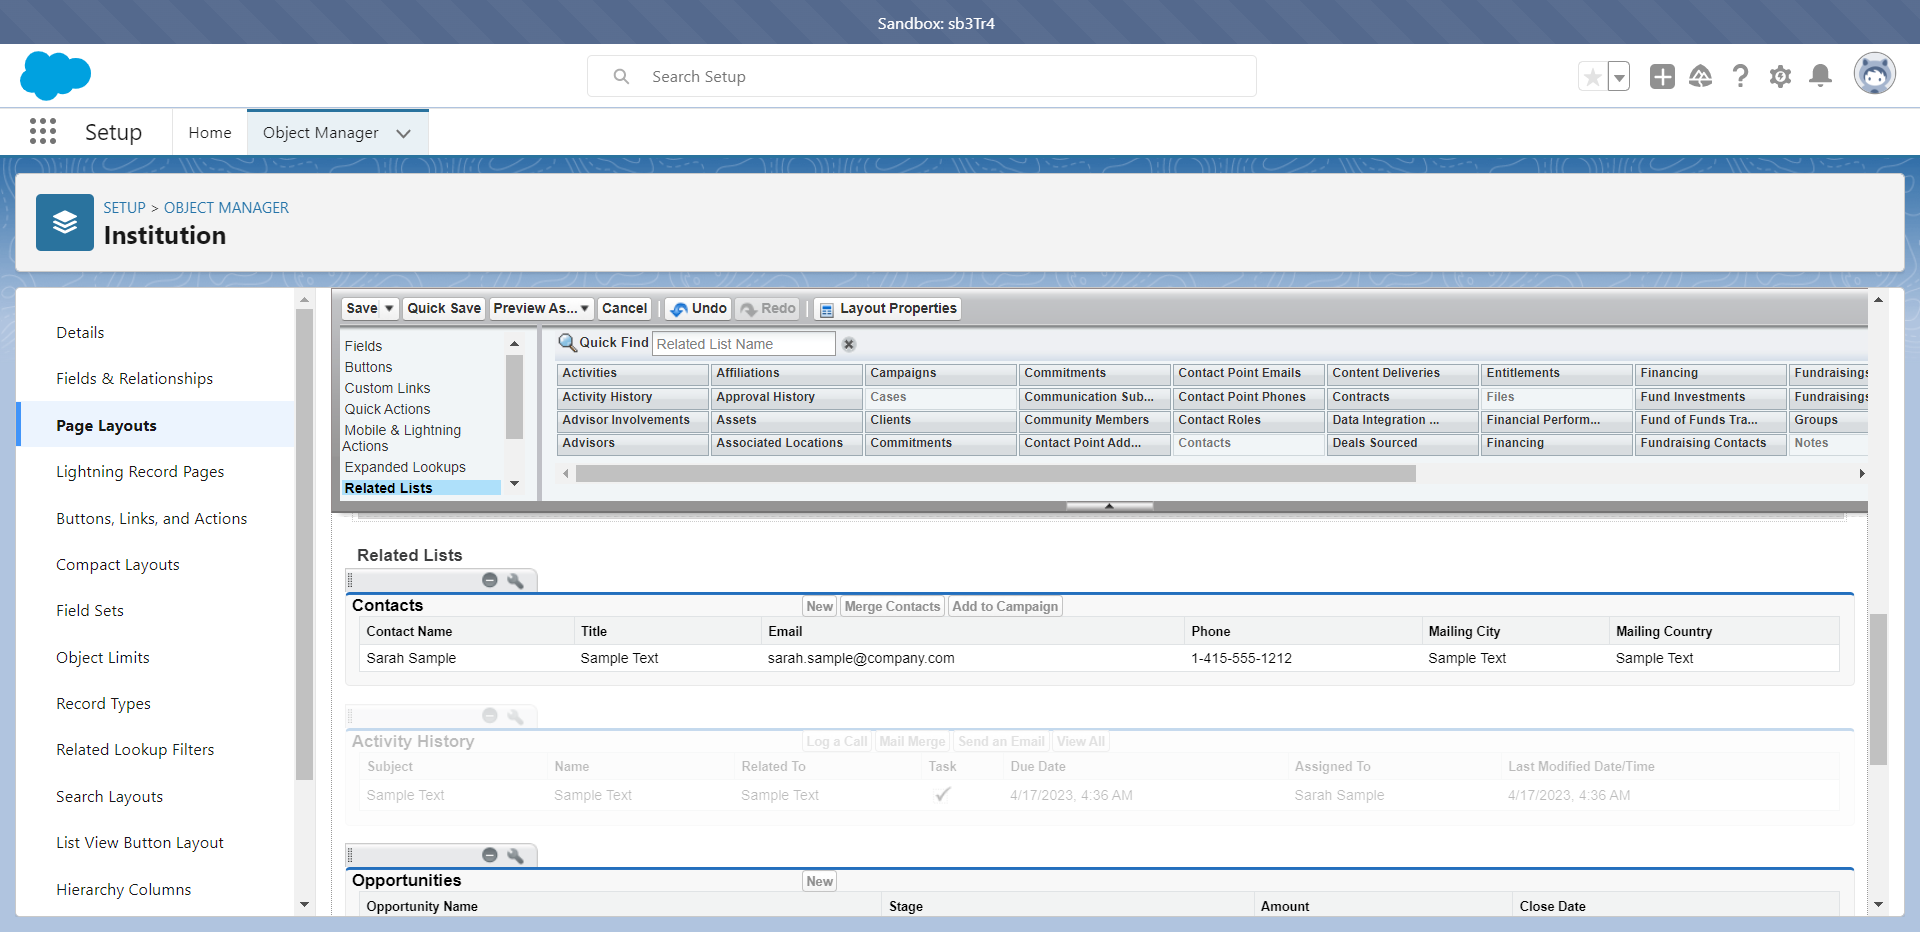 Sandbox: sb3Tr4
Search Setup
Setup
Home
Object Manager
SETUP > OBJECT MANAGER
Institution
Details
Fields & Relationships
Page Layouts
Lightning Record Pages
Buttons, Links, and Actions
Compact Layouts
Field Sets
Object Limits
Record Types
Related Lookup Filters
Search Layouts
List View Button Layout
Hierarchy Columns
Save Quick Save Preview As... Cancel Undo Redo Layout Properties
Fields
Buttons
Custom Links
Quick Actions
Mobile & Lightning
Actions
Expanded Lookups
Related Lists
Quick Find Related List Name
Activities Affiliations Campaigns Commitments Contact Point Emails Content Deliveries Entitlements Financing Fundraisings
Activity History Approval History Cases Communication Sub... Contact Point Phones Contracts Files Fund Investments Fundraisings
Advisor Involvements Assets Clients Community Members Contact Roles Data Integration ... Financial Perform... Fund of Funds Tra... Groups
Advisors Associated Locations Commitments Contact Point Add... Contacts Deals Sourced Financing Fundraising Contacts Notes
Related Lists
Contacts New Merge Contacts Add to Campaign
Contact Name Title Email Phone Mailing City Mailing Country
Sarah Sample Sample Text sarah.sample@company.com 1-415-555-1212 Sample Text Sample Text
Activity History Log a Call Mail Merge Send an Email View All
Subject Name Related To Task Due Date Assigned To Last Modified Date/Time
Sample Text Sample Text Sample Text 4/17/2023, 4:36 AM Sarah Sample 4/17/2023, 4:36 AM
Opportunities New
Opportunity Name Stage Amount Close Date